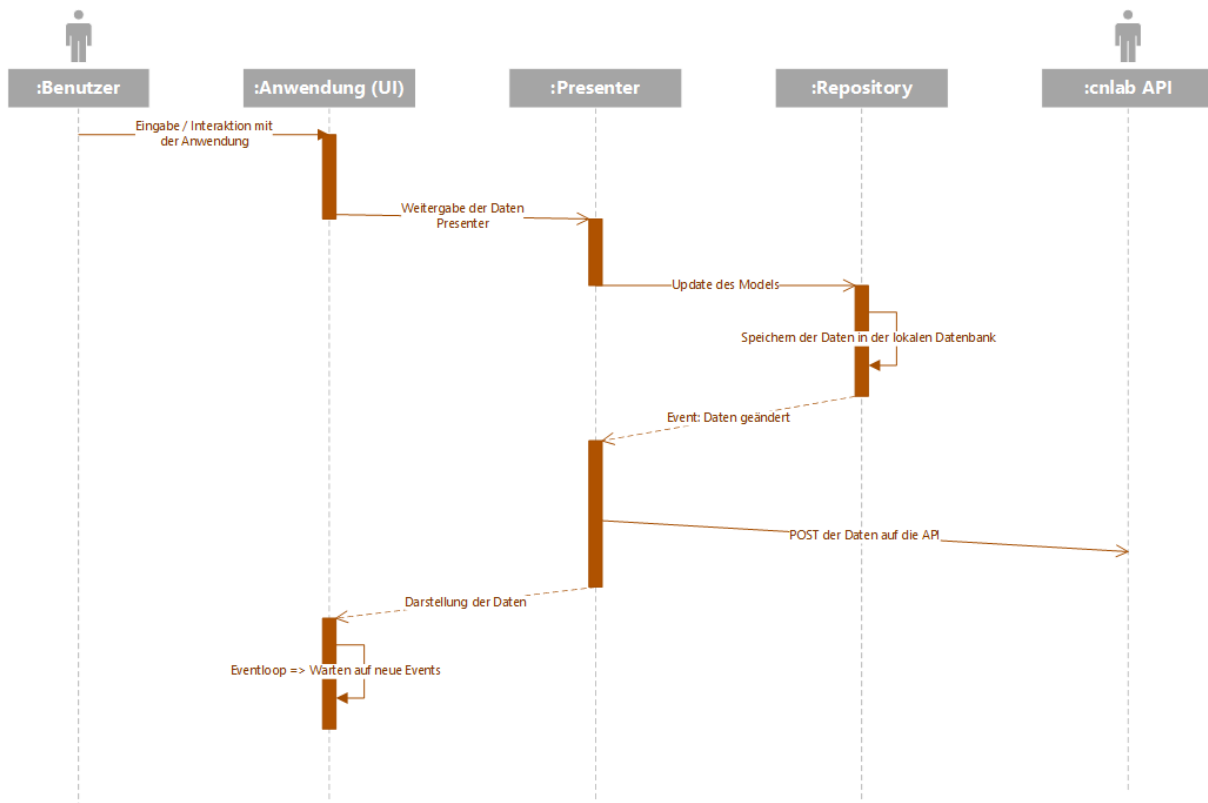 :Benutzer
:Anwendung (UI)
:Presenter
:Repository
:cnlab API
Eingabe / Interaktion mit
der Anwendung
Weitergabe der Daten
Presenter
Update des Models
Speichern der Daten in der lokalen Datenbank
Event: Daten geändert
POST der Daten auf die API
Darstellung der Daten
Eventloop => Warten auf neue Events